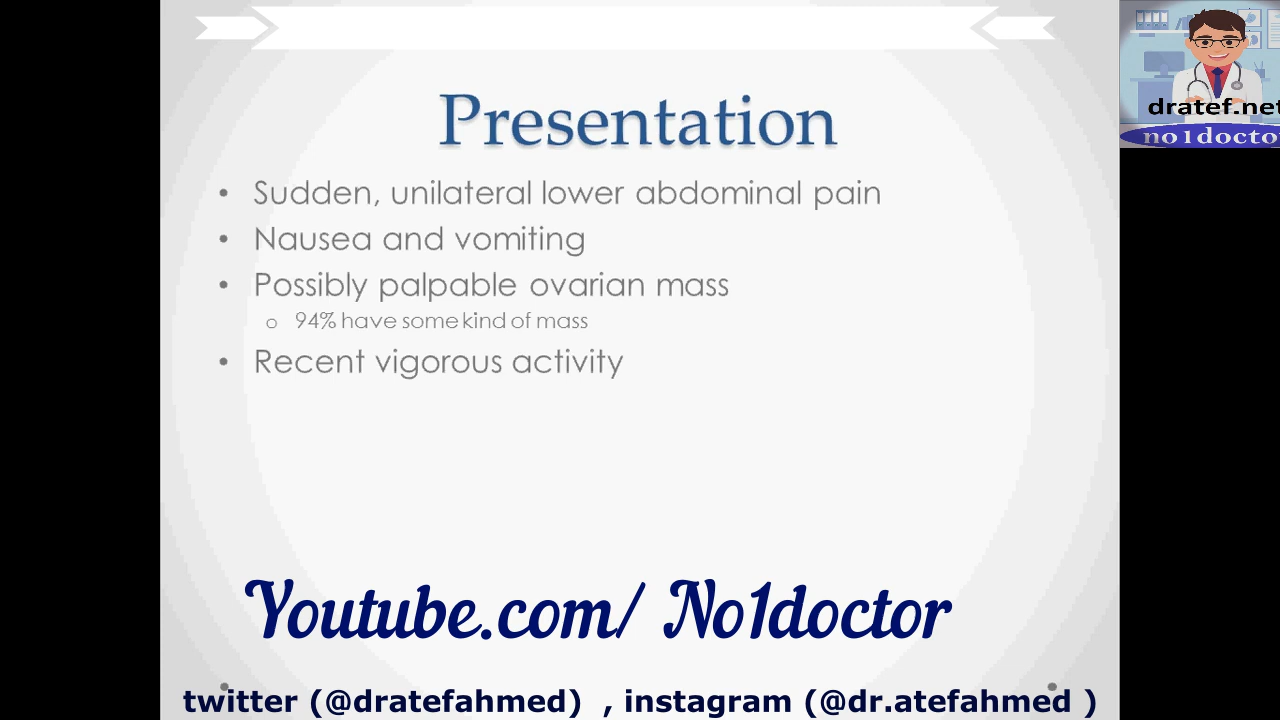 Presentation
• Sudden, unilateral lower abdominal pain
• Nausea and vomiting
• Possibly palpable ovarian mass
o 94% have some kind of mass
• Recent vigorous activity
Youtube.com/ No1doctor
twitter (@dratefahmed) , instagram (@dr.atefahmed )
dratef.net
no1docto